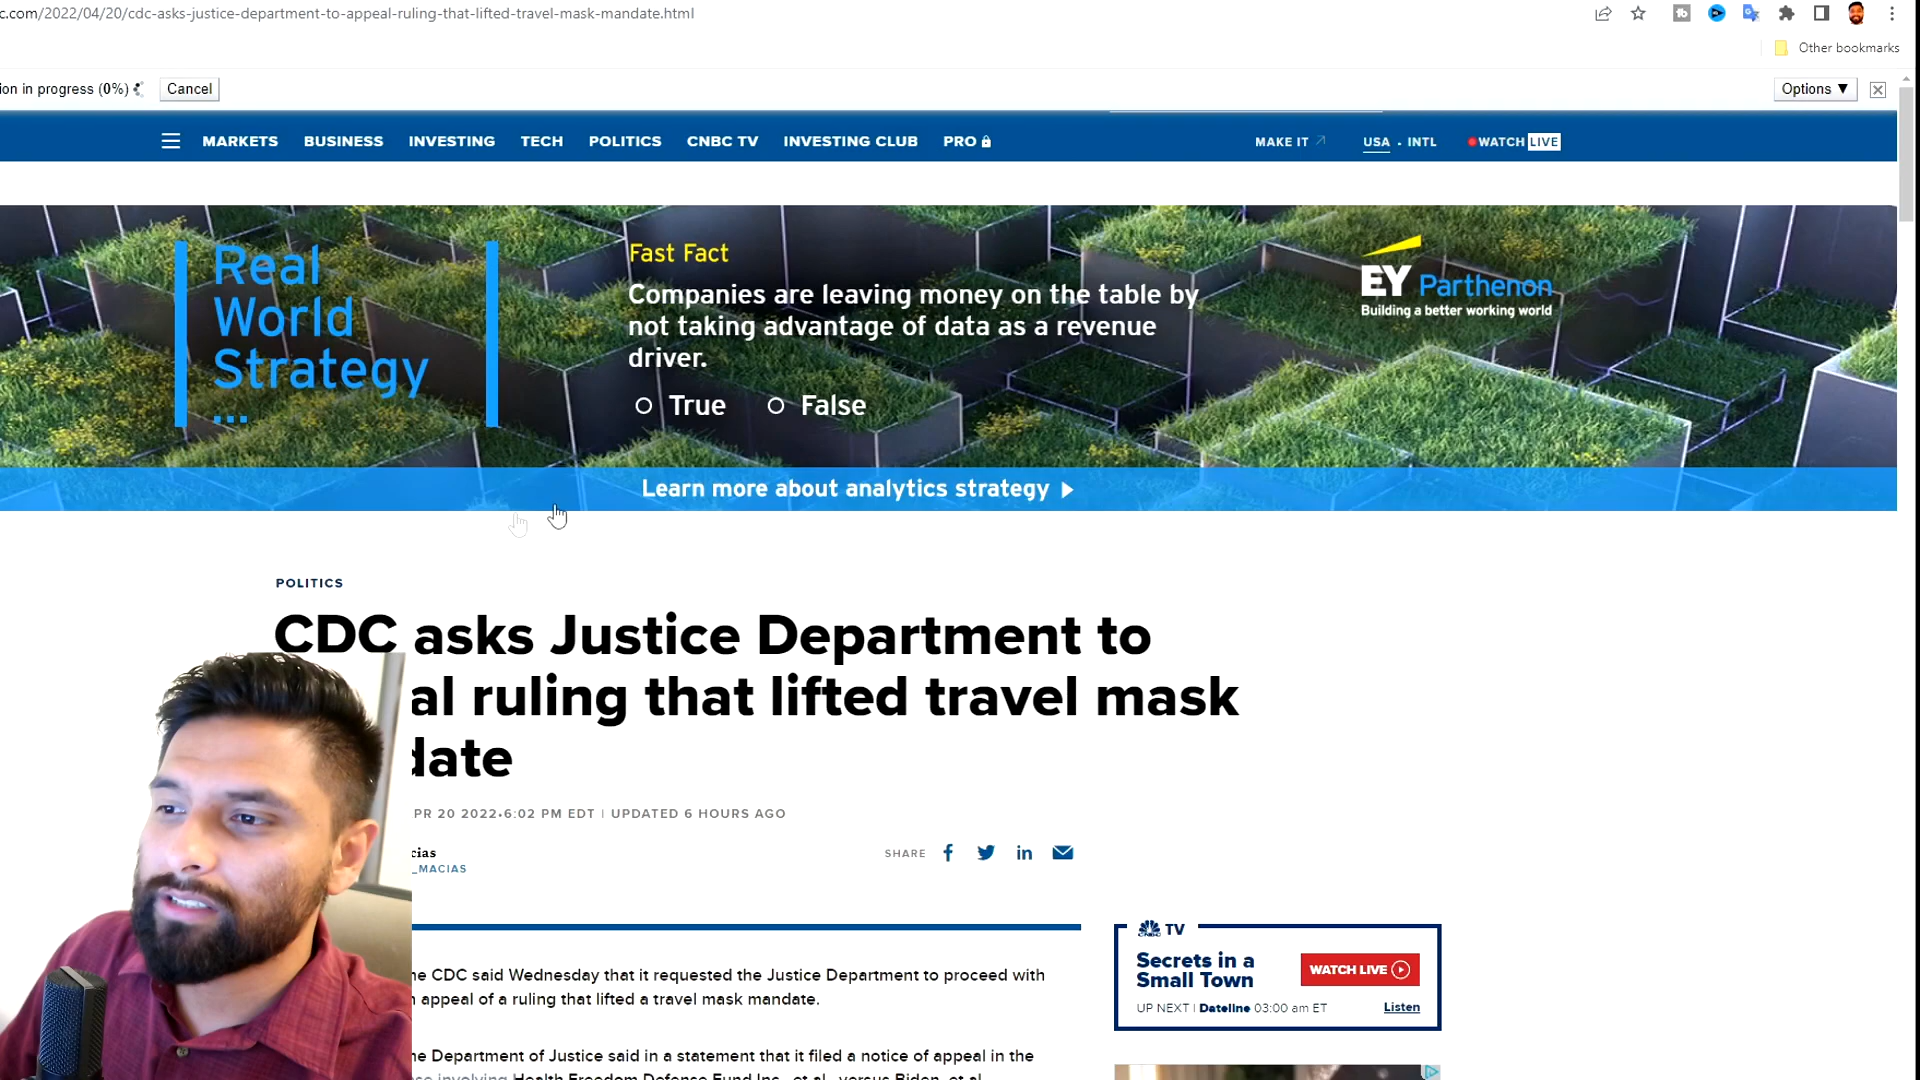 c.com/2022/04/20/cdc-asks-justice-department-to-appeal-ruling-that-lifted-travel-mask-mandate.html
Other bookmarks
ion in progress (0%)
Cancel
Options ▼
MARKETS BUSINESS INVESTING TECH POLITICS CNBC TV INVESTING CLUB PRO
MAKE IT USA • INTL WATCH LIVE
Real
World
Strategy
...
Fast Fact
Companies are leaving money on the table by
not taking advantage of data as a revenue
driver.
True False
EY Parthenon
Building a better working world
Learn more about analytics strategy
POLITICS
CDC asks Justice Department to
al ruling that lifted travel mask
date
PR 20 2022•6:02 PM EDT | UPDATED 6 HOURS AGO
cias
_MACIAS
SHARE
TV
Secrets in a
Small Town
WATCH LIVE
UP NEXT | Dateline 03:00 am ET
Listen
he CDC said Wednesday that it requested the Justice Department to proceed with
n appeal of a ruling that lifted a travel mask mandate.
he Department of Justice said in a statement that it filed a notice of appeal in the
se involving Health Freedom Defense Fund Inc., et al., versus Biden, et al.